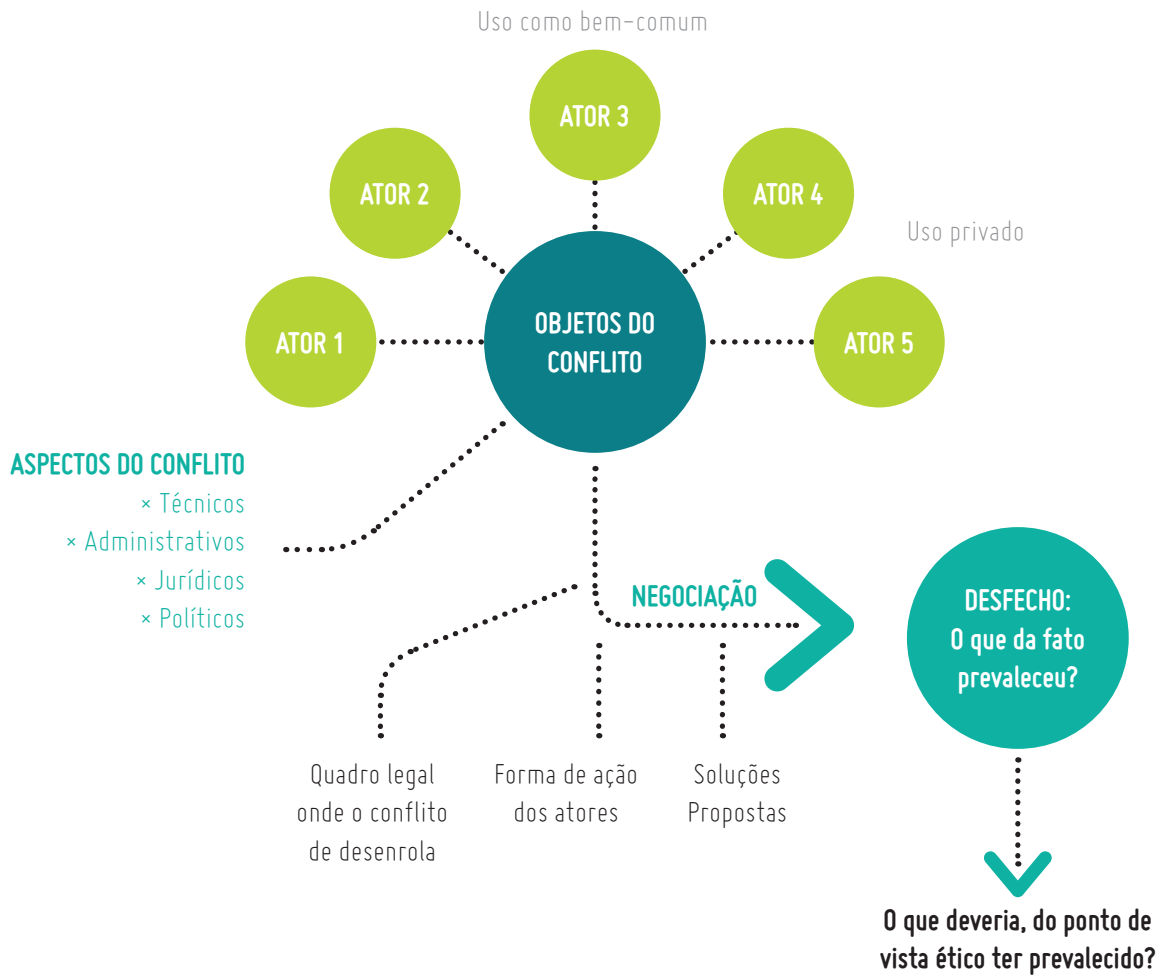 Uso como bem-comum
ATOR 3
ATOR 2
ATOR 4
Uso privado
ATOR 1
OBJETOS DO
CONFLITO
ATOR 5
ASPECTOS DO CONFLITO
× Técnicos
× Administrativos
× Jurídicos
× Políticos
NEGOCIAÇÃO
DESFECHO:
O que da fato
prevaleceu?
Quadro legal
onde o conflito
de desenrola
Forma de ação
dos atores
Soluções
Propostas
O que deveria, do ponto de
vista ético ter prevalecido?